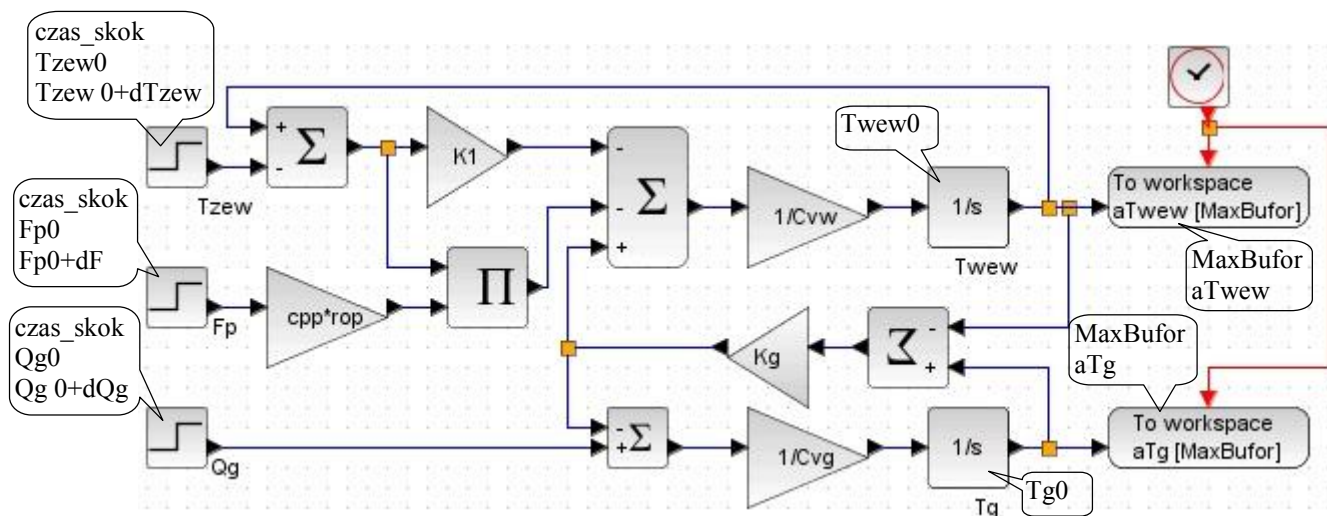 czas_skok
Tzew0
Tzew 0+dTzew
+
-
Σ
Tzew
K1
-
-
+
Σ
1/Cvw
Twew0
1/s
Twew
To workspace
aTwew [MaxBufor]
MaxBufor
aTwew
czas_skok
Fp0
Fp0+dF
Fp
cpp*rop
Π
Kg
Σ
-
+
czas_skok
Qg0
Qg 0+dQg
Qg
-
+
Σ
1/Cvg
1/s
Tg
Tg0
MaxBufor
aTg
To workspace
aTg [MaxBufor]